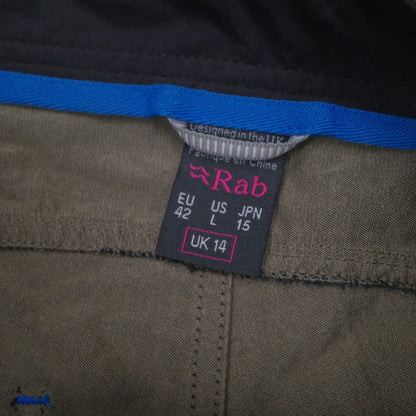 Designed in the UK
Fabriqué en Chine
Rab
EU US JPN
42 L 15
UK 14